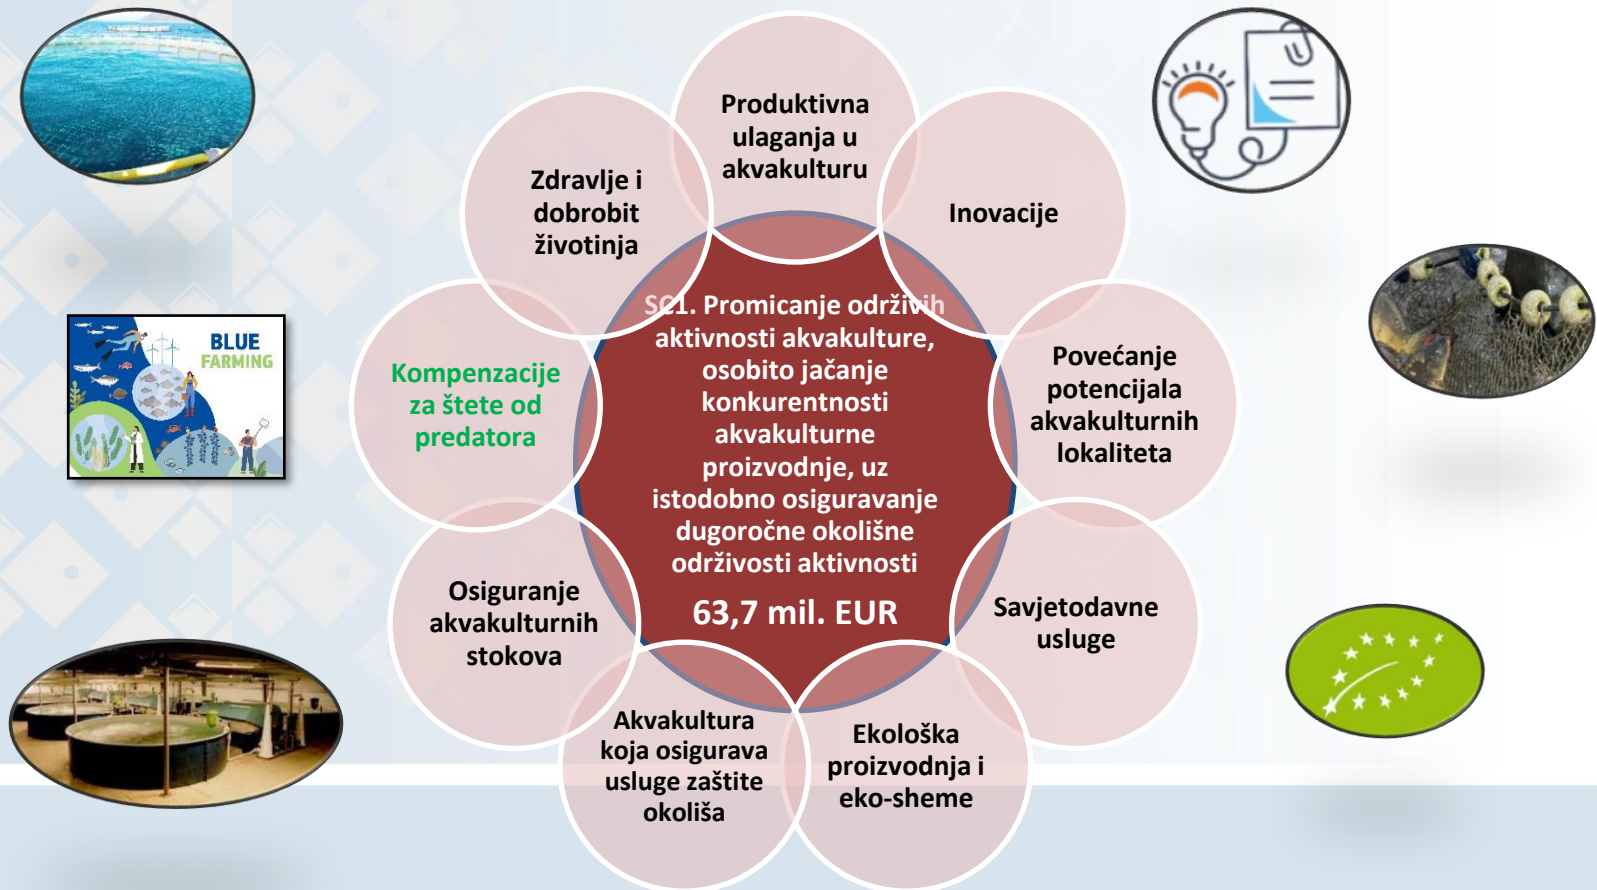 Produktivna
ulaganja u
akvakulturu
Inovacije
Povećanje
potencijala
akvakulturnih
lokaliteta
Savjetodavne
usluge
Ekološka
proizvodnja i
eko-sheme
Akvakultura
koja osigurava
usluge zaštite
okoliša
Osiguranje
akvakulturnih
stokova
Kompenzacije
za štete od
predatora
Zdravlje i
dobrobit
životinja
SC1. Promicanje održivih
aktivnosti akvakulture,
osobito jačanje
konkurentnosti
akvakulturne
proizvodnje, uz
istodobno osiguravanje
dugoročne okolišne
održivosti aktivnosti
63,7 mil. EUR
BLUE
FARMING